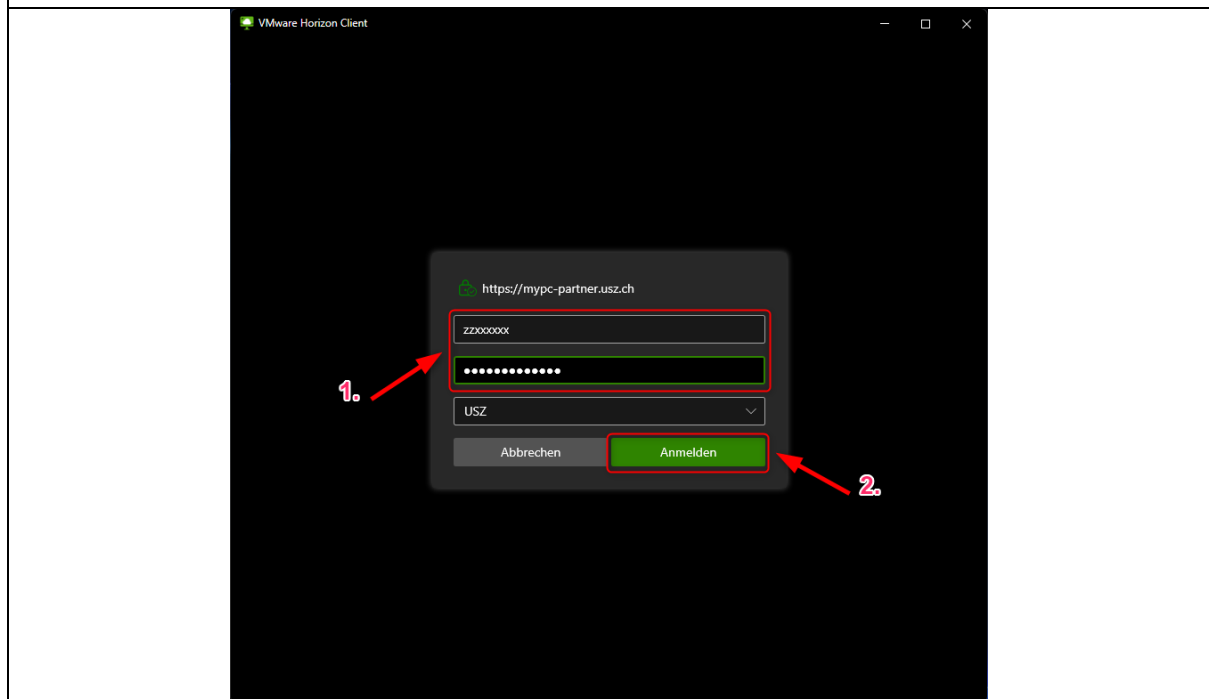 VMware Horizon Client
https://mypc-partner.usz.ch
zzxxxxxx
●●●●●●●●●●●●●
1.
USZ
Abbrechen Anmelden
2.